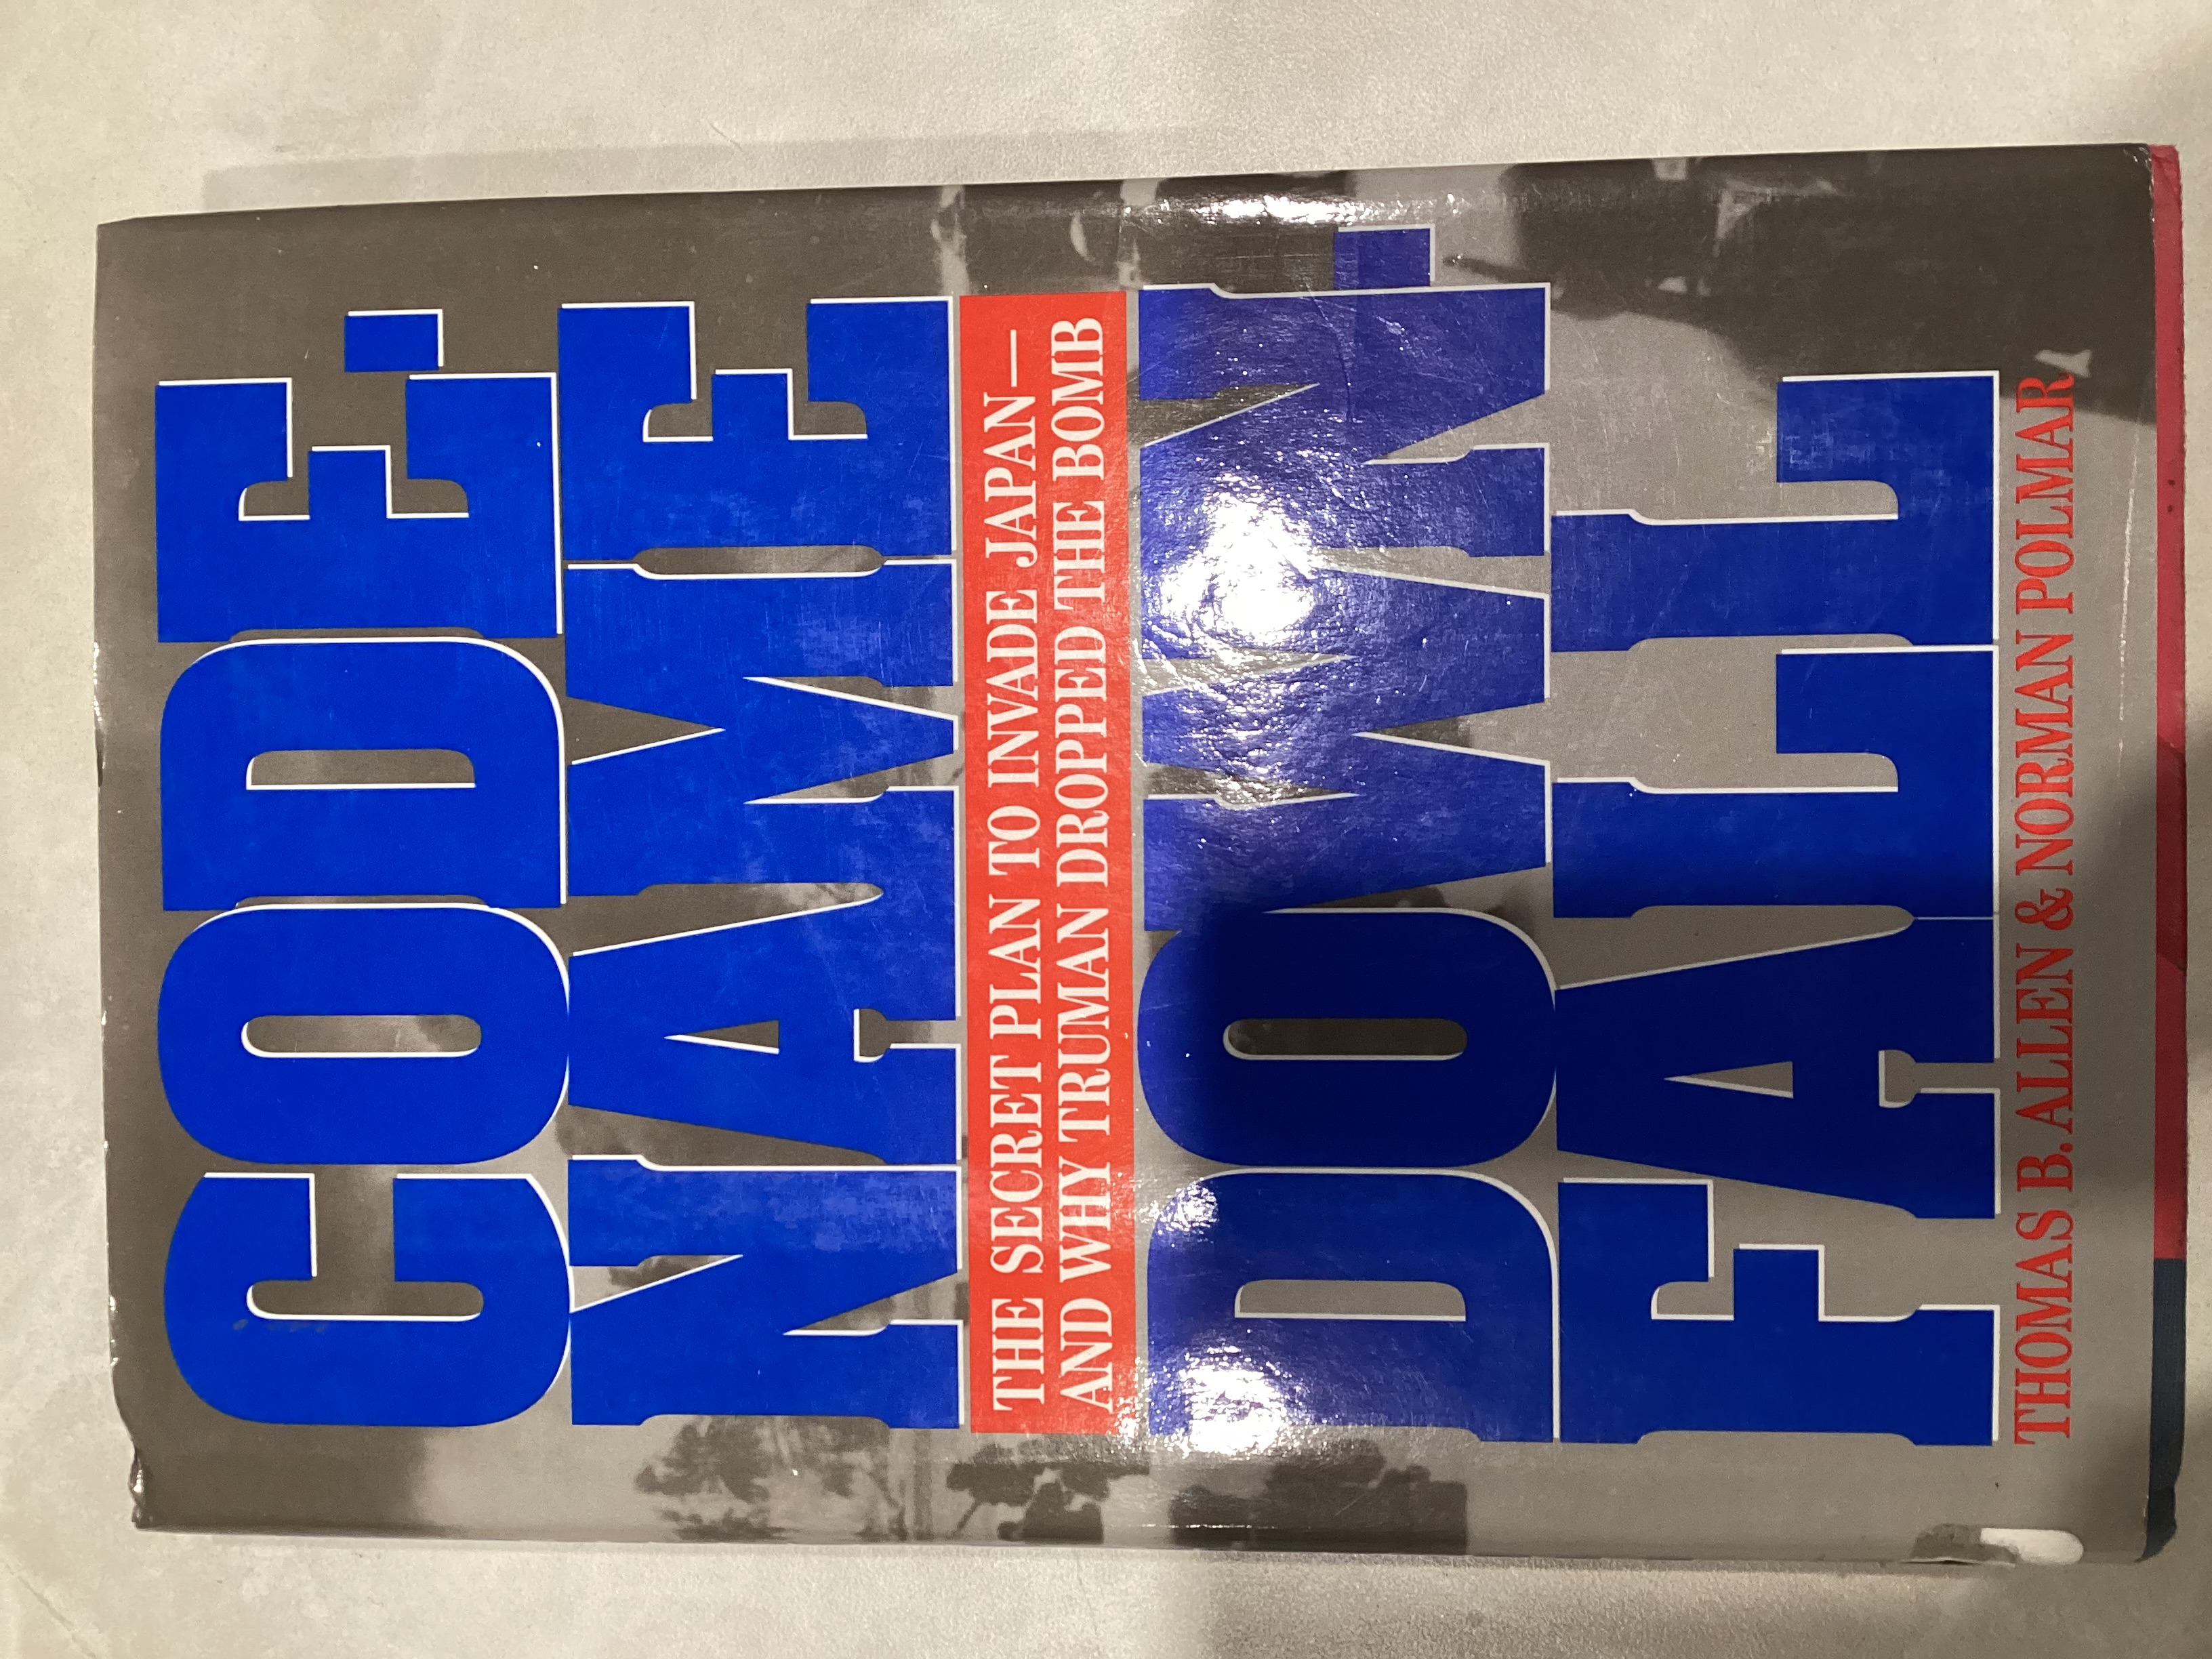 CODE-
NAME
THE SECRET PLAN TO INVADE JAPAN—
AND WHY TRUMAN DROPPED THE BOMB
DOWN-
FALL
THOMAS B. ALLEN & NORMAN POLMAR